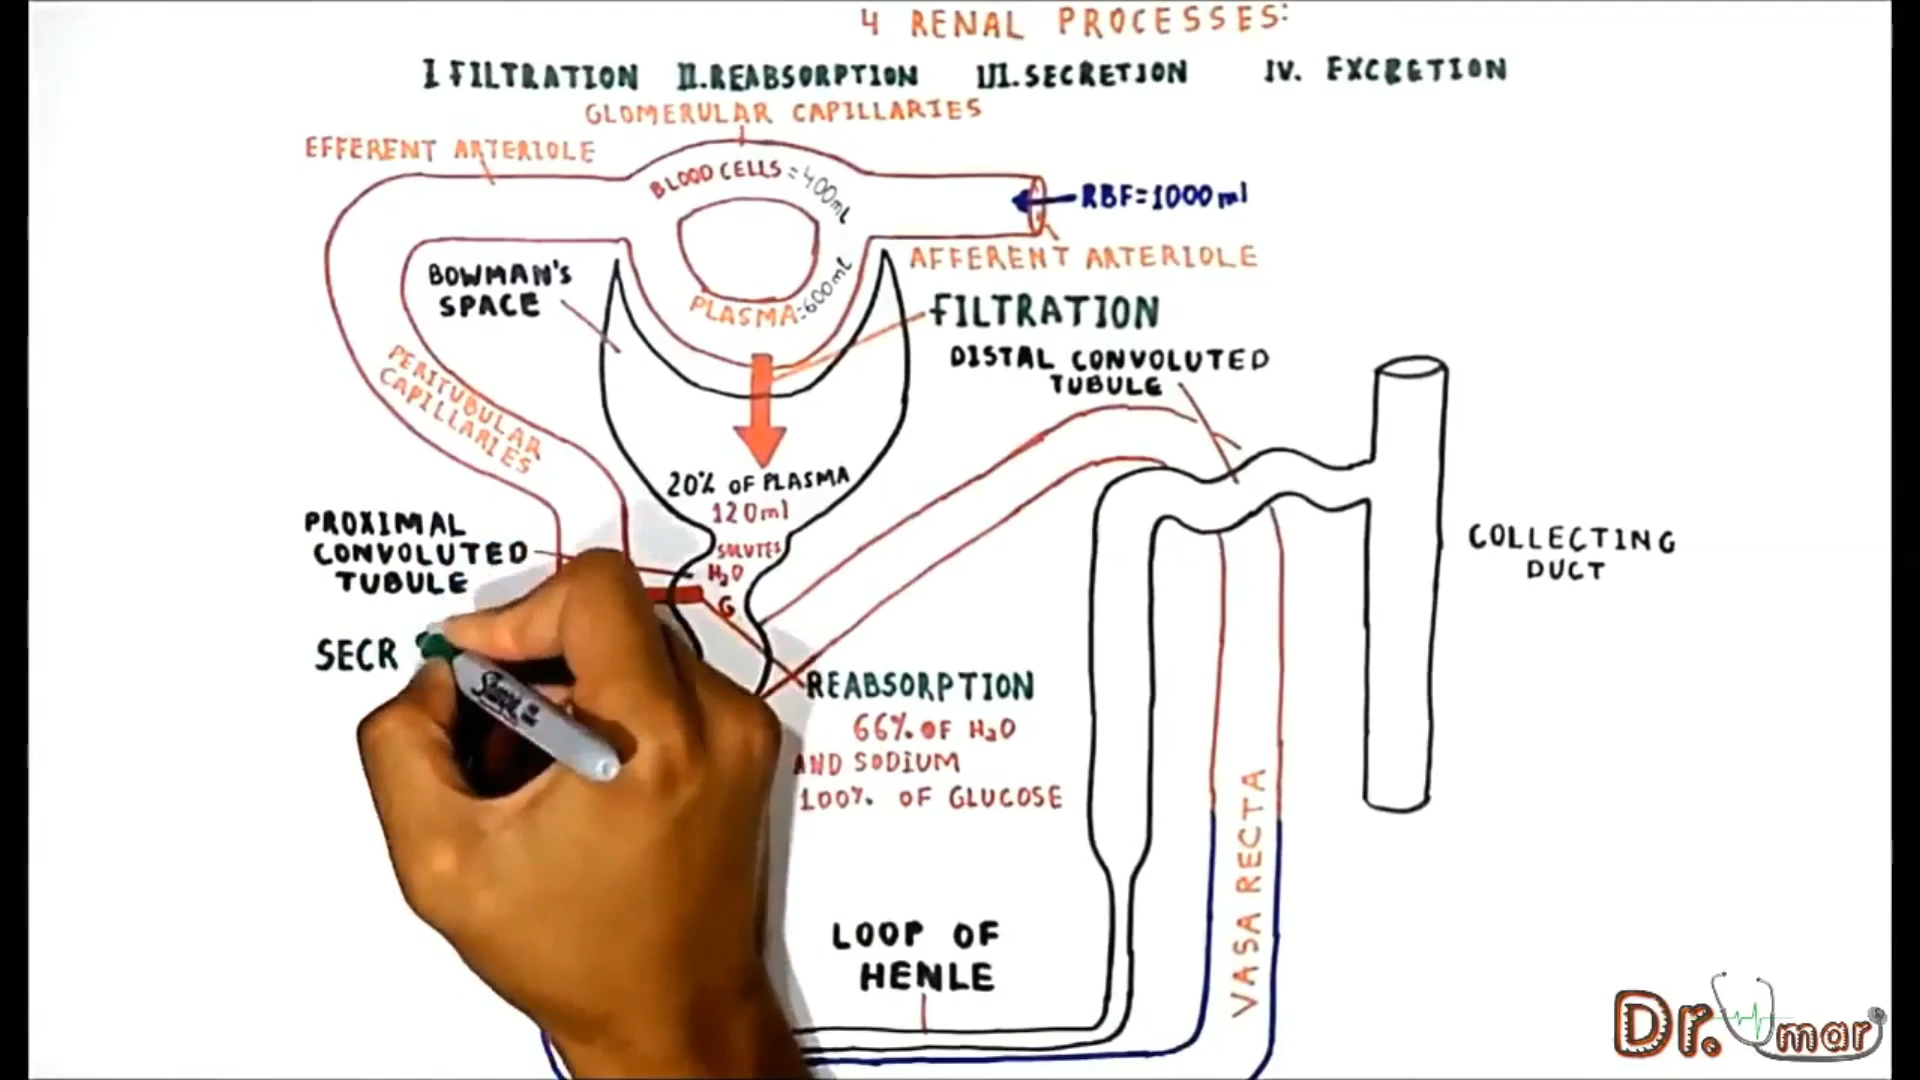 4 RENAL PROCESSES:
I FILTRATION II. REABSORPTION III. SECRETION IV. EXCRETION
GLOMERULAR CAPILLARIES
EFFERENT ARTERIOLE
BLOOD CELLS = 400ml
RBF=1000ml
AFFERENT ARTERIOLE
BOWMAN'S
SPACE
PLASMA=600ml
FILTRATION
DISTAL CONVOLUTED
TUBULE
PERITUBULAR
CAPILLARIES
20% OF PLASMA
120ml
PROXIMAL
CONVOLUTED
TUBULE
SOLUTES
H2O
G
COLLECTING
DUCT
SECR
Sharpie
REABSORPTION
66% OF H2O
AND SODIUM
100% OF GLUCOSE
VASA RECTA
LOOP OF
HENLE
Dr. Umar